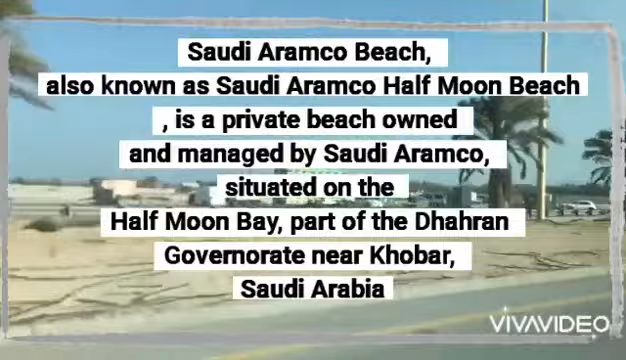 Saudi Aramco Beach,
also known as Saudi Aramco Half Moon Beach
, is a private beach owned
and managed by Saudi Aramco,
situated on the
Half Moon Bay, part of the Dhahran
Governorate near Khobar,
Saudi Arabia
VIVAVIDEO